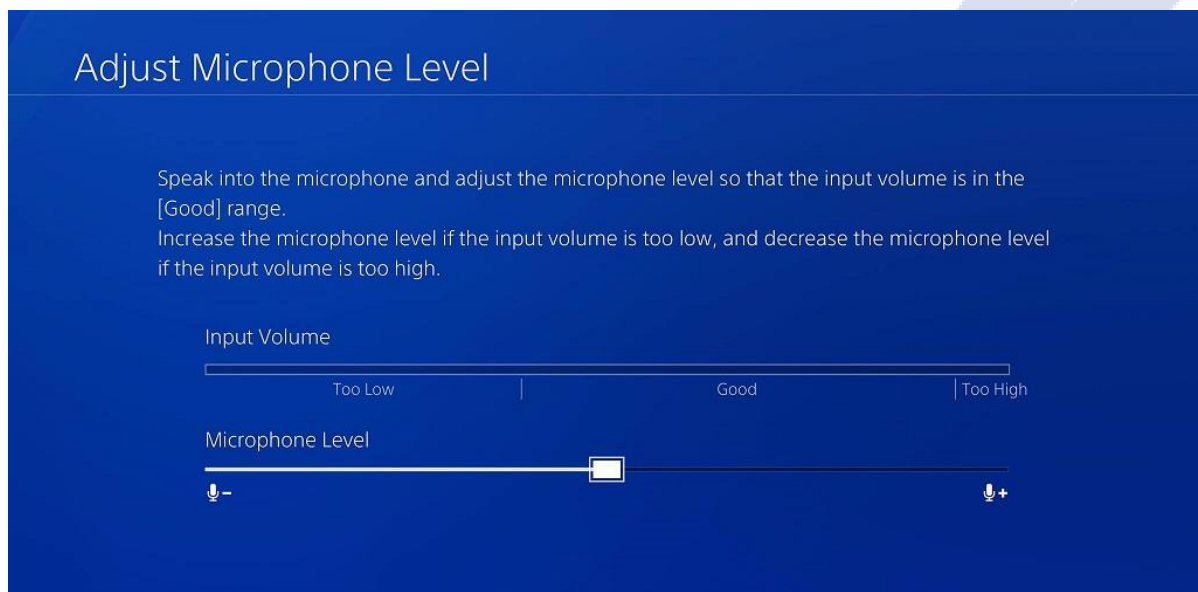 Adjust Microphone Level
Speak into the microphone and adjust the microphone level so that the input volume is in the
[Good] range.
Increase the microphone level if the input volume is too low, and decrease the microphone level
if the input volume is too high.
Input Volume
Too Low | Good | Too High
Microphone Level
- +